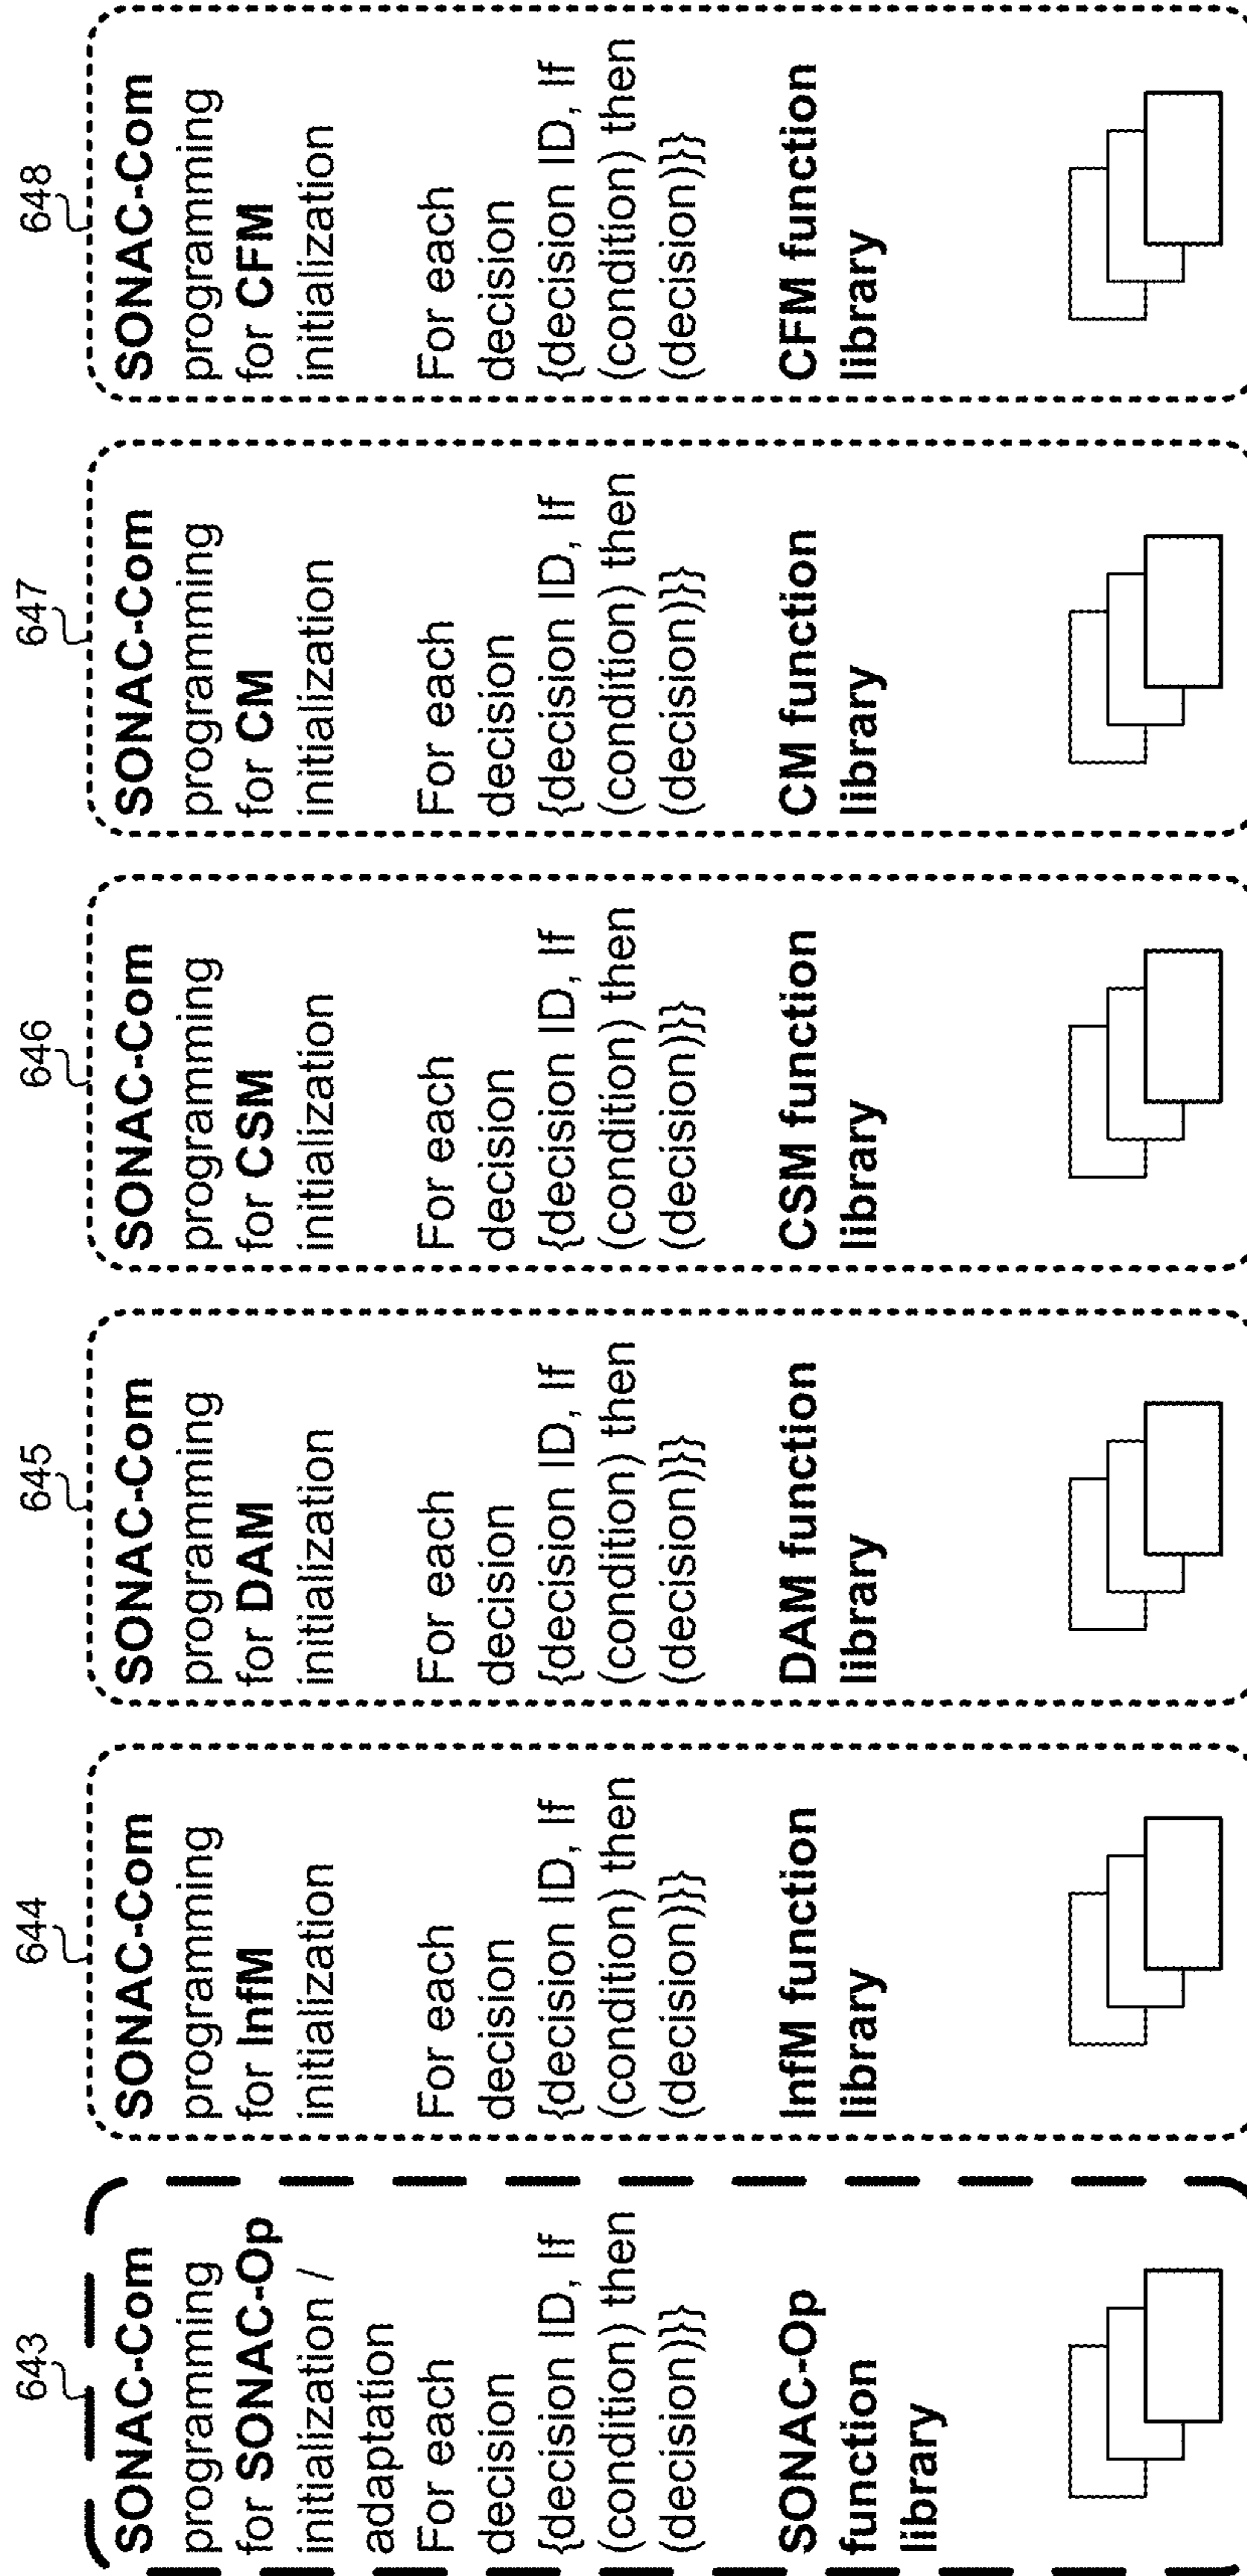 643
SONAC-Com
programming
for SONAC-Op
initialization /
adaptation
For each
decision
{decision ID, If
(condition) then
(decision)}}
SONAC-Op
function
library
644
SONAC-Com
programming
for InfM
initialization
For each
decision
{decision ID, If
(condition) then
(decision)}}
InfM function
library
645
SONAC-Com
programming
for DAM
initialization
For each
decision
{decision ID, If
(condition) then
(decision)}}
DAM function
library
646
SONAC-Com
programming
for CSM
initialization
For each
decision
{decision ID, If
(condition) then
(decision)}}
CSM function
library
647
SONAC-Com
programming
for CM
initialization
For each
decision
{decision ID, If
(condition) then
(decision)}}
CM function
library
648
SONAC-Com
programming
for CFM
initialization
For each
decision
{decision ID, If
(condition) then
(decision)}}
CFM function
library